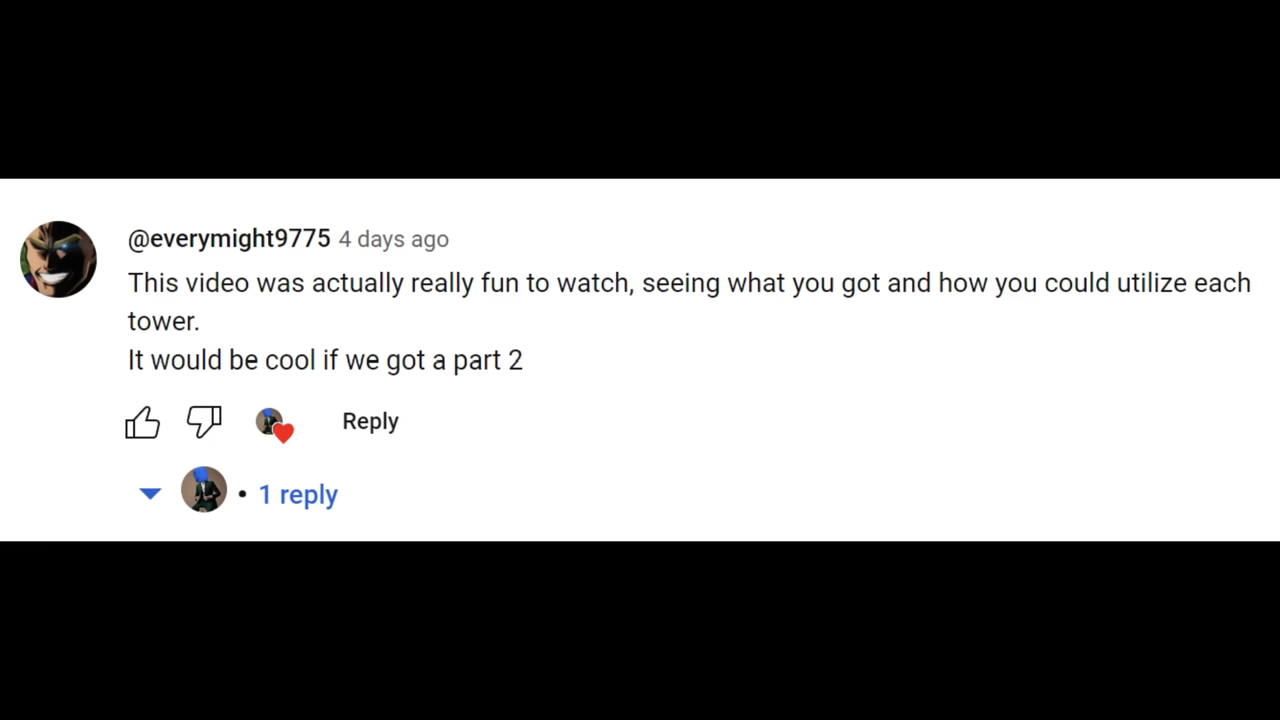 @everymight9775 4 days ago
This video was actually really fun to watch, seeing what you got and how you could utilize each
tower.
It would be cool if we got a part 2
Reply
• 1 reply